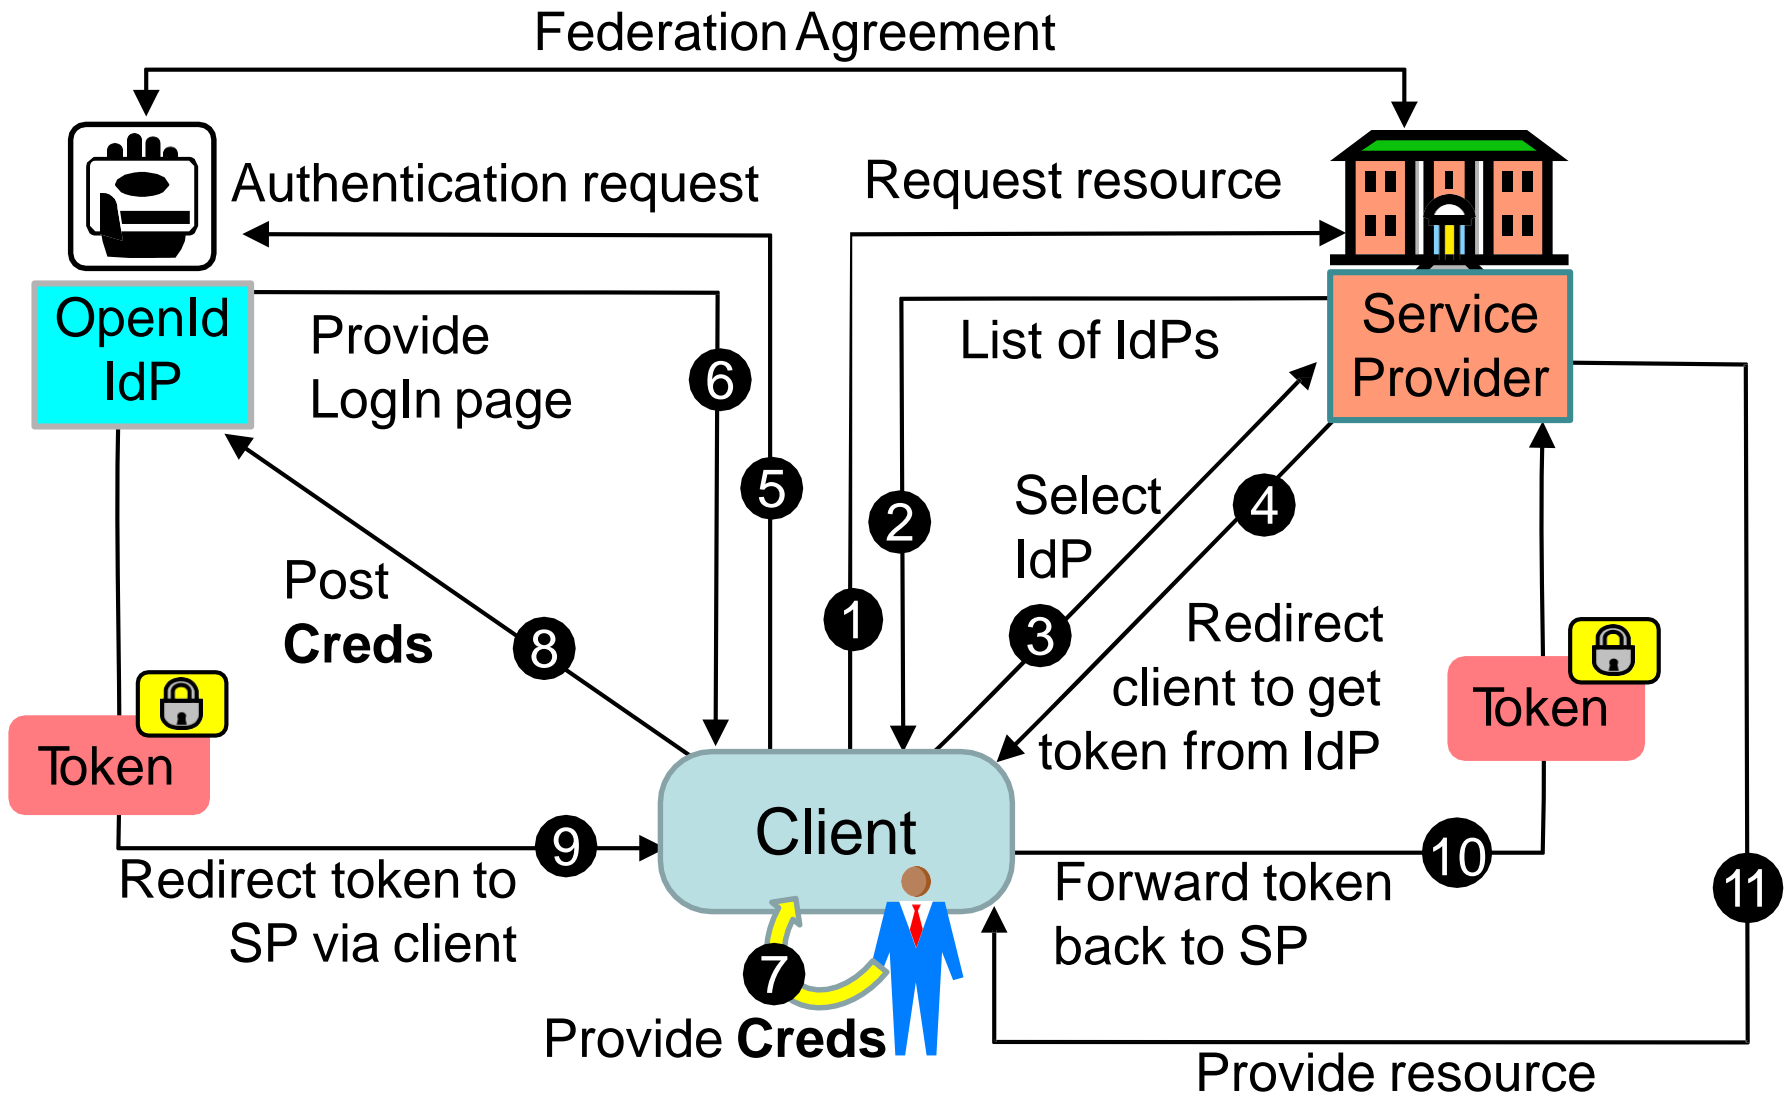 Federation Agreement
Authentication request
Request resource
OpenId
IdP
Provide
LogIn page
6
List of IdPs
Service
Provider
5
2
Select
IdP
4
Post
Creds
8
1
3
Redirect
client to get
token from IdP
Token
Token
Client
9
10
11
Redirect token to
SP via client
Forward token
back to SP
7
Provide Creds
Provide resource